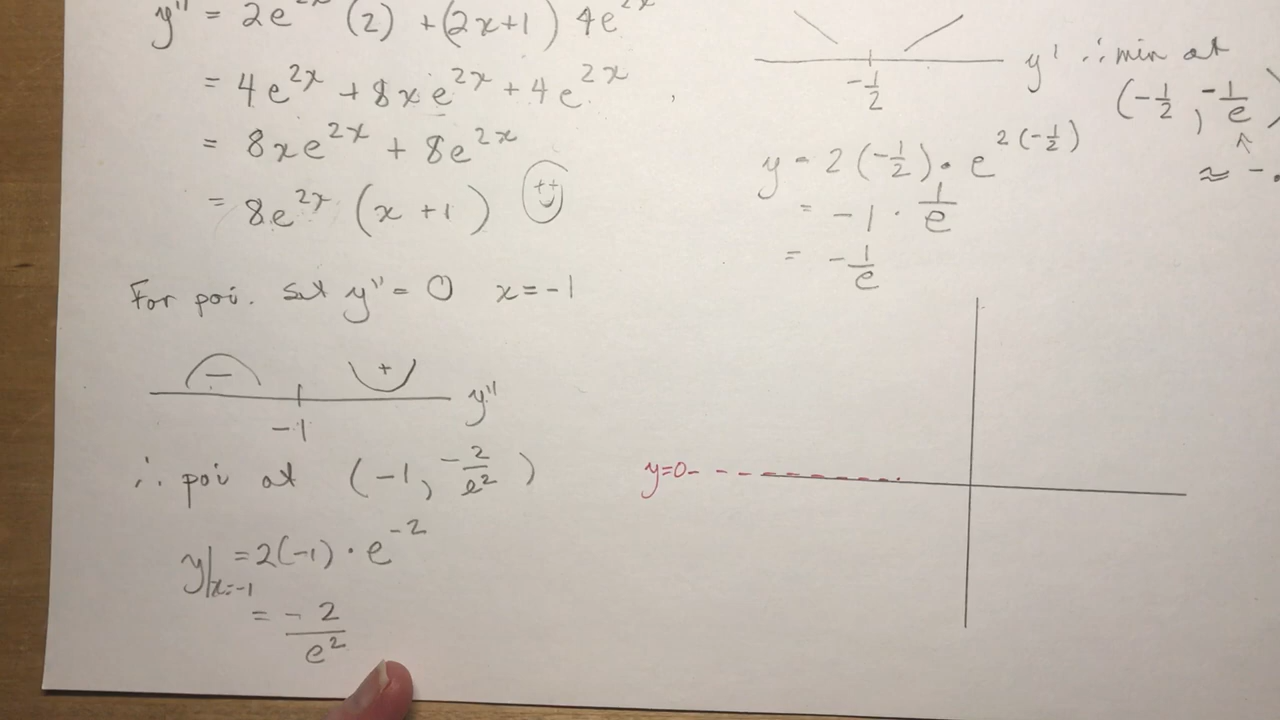 y'' = 2e^{2x} (2) + (2x+1) 4e^{2x}
= 4e^{2x} + 8xe^{2x} + 4e^{2x}
= 8xe^{2x} + 8e^{2x}
= 8e^{2x} (x + 1)
For poi. Set y'' = 0 x = -1
- +
-1 y''
∴ poi at (-1, -2/e²)
y|x=-1 = 2(-1) · e^{-2}
= -2/e²
-1/2 y' ∴ min at
(-1/2, -1/e)
≈ -.
y = 2(-1/2) · e^{2(-1/2)}
= -1 · 1/e
= -1/e
y=0